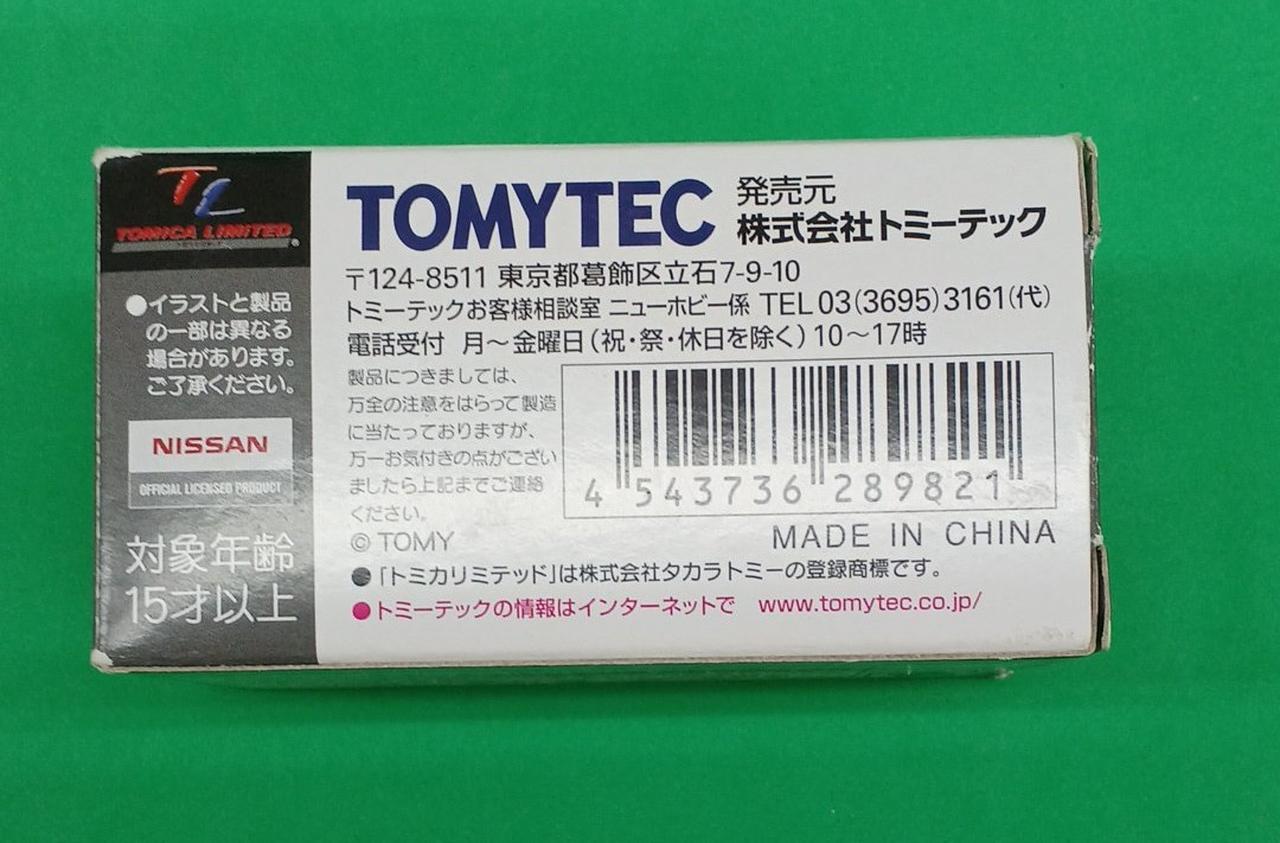 TL
TOMICA LIMITED
●イラストと製品
の一部は異なる
場合があります。
ご了承ください。
NISSAN
OFFICIAL LICENSED PRODUCT
対象年齢
15才以上
TOMYTEC
発売元
株式会社トミーテック
〒124-8511 東京都葛飾区立石7-9-10
トミーテックお客様相談室 ニューホビー係 TEL 03(3695)3161(代)
電話受付 月〜金曜日(祝・祭・休日を除く)10〜17時
製品につきましては、
万全の注意をはらって製造
に当たっておりますが、
万一お気付きの点がござい
ましたら上記までご連絡
ください。
4 543736 289821
© TOMY
MADE IN CHINA
●「トミカリミテッド」は株式会社タカラトミーの登録商標です。
●トミーテックの情報はインターネットで www.tomytec.co.jp/